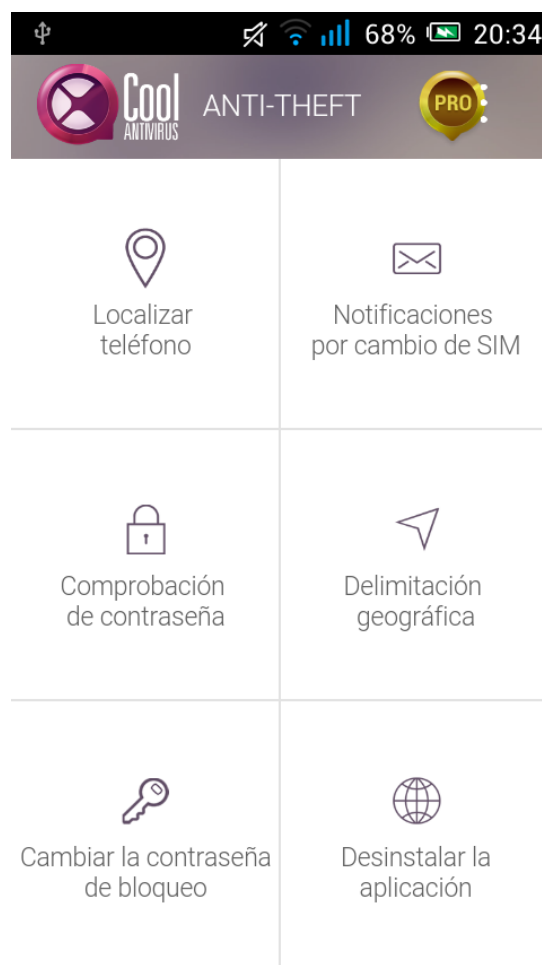 68% 20:34
Cool
ANTIVIRUS
ANTI-THEFT
PRO
Localizar
teléfono
Notificaciones
por cambio de SIM
Comprobación
de contraseña
Delimitación
geográfica
Cambiar la contraseña
de bloqueo
Desinstalar la
aplicación